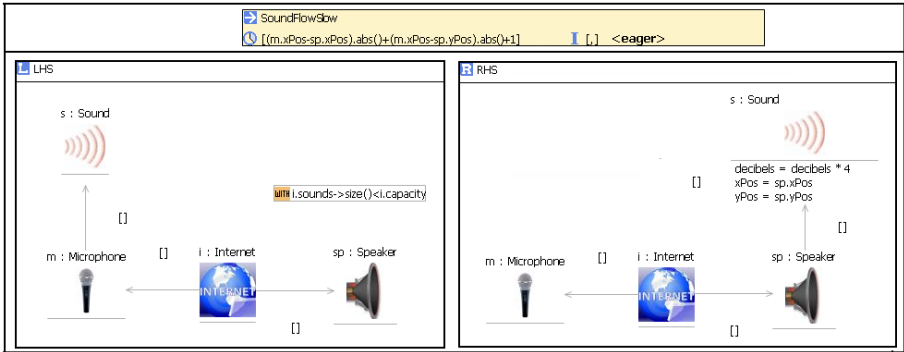 SoundFlowSlow
[(m.xPos-sp.xPos).abs()+(m.xPos-sp.yPos).abs()+1] I [,] <eager>
L LHS
s : Sound
WITH i.sounds->size()<i.capacity
[]
m : Microphone [] i : Internet sp : Speaker
INTERNET
[]
R RHS
s : Sound
decibels = decibels * 4
[] xPos = sp.xPos
yPos = sp.yPos
[]
m : Microphone [] i : Internet sp : Speaker
INTERNET
[]